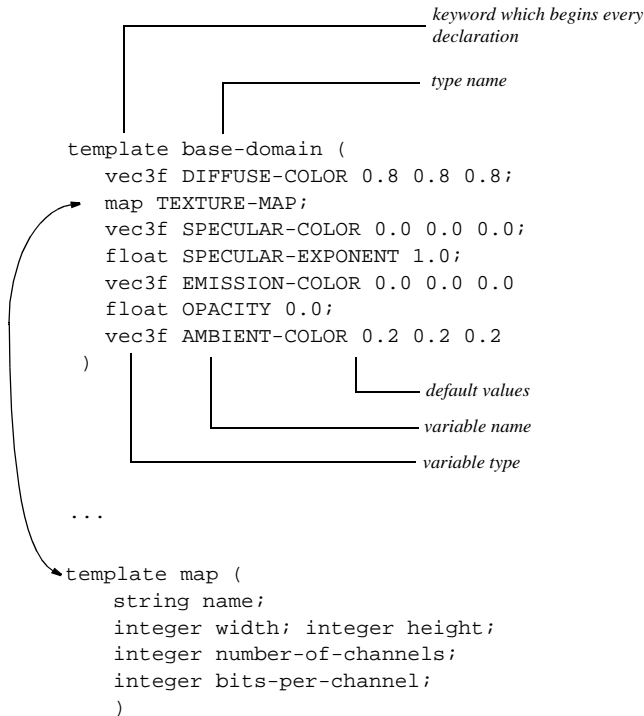 keyword which begins every
declaration
type name
template base-domain (
vec3f DIFFUSE-COLOR 0.8 0.8 0.8;
map TEXTURE-MAP;
vec3f SPECULAR-COLOR 0.0 0.0 0.0;
float SPECULAR-EXPONENT 1.0;
vec3f EMISSION-COLOR 0.0 0.0 0.0
float OPACITY 0.0;
vec3f AMBIENT-COLOR 0.2 0.2 0.2
)
default values
variable name
variable type
...
template map (
string name;
integer width; integer height;
integer number-of-channels;
integer bits-per-channel;
)